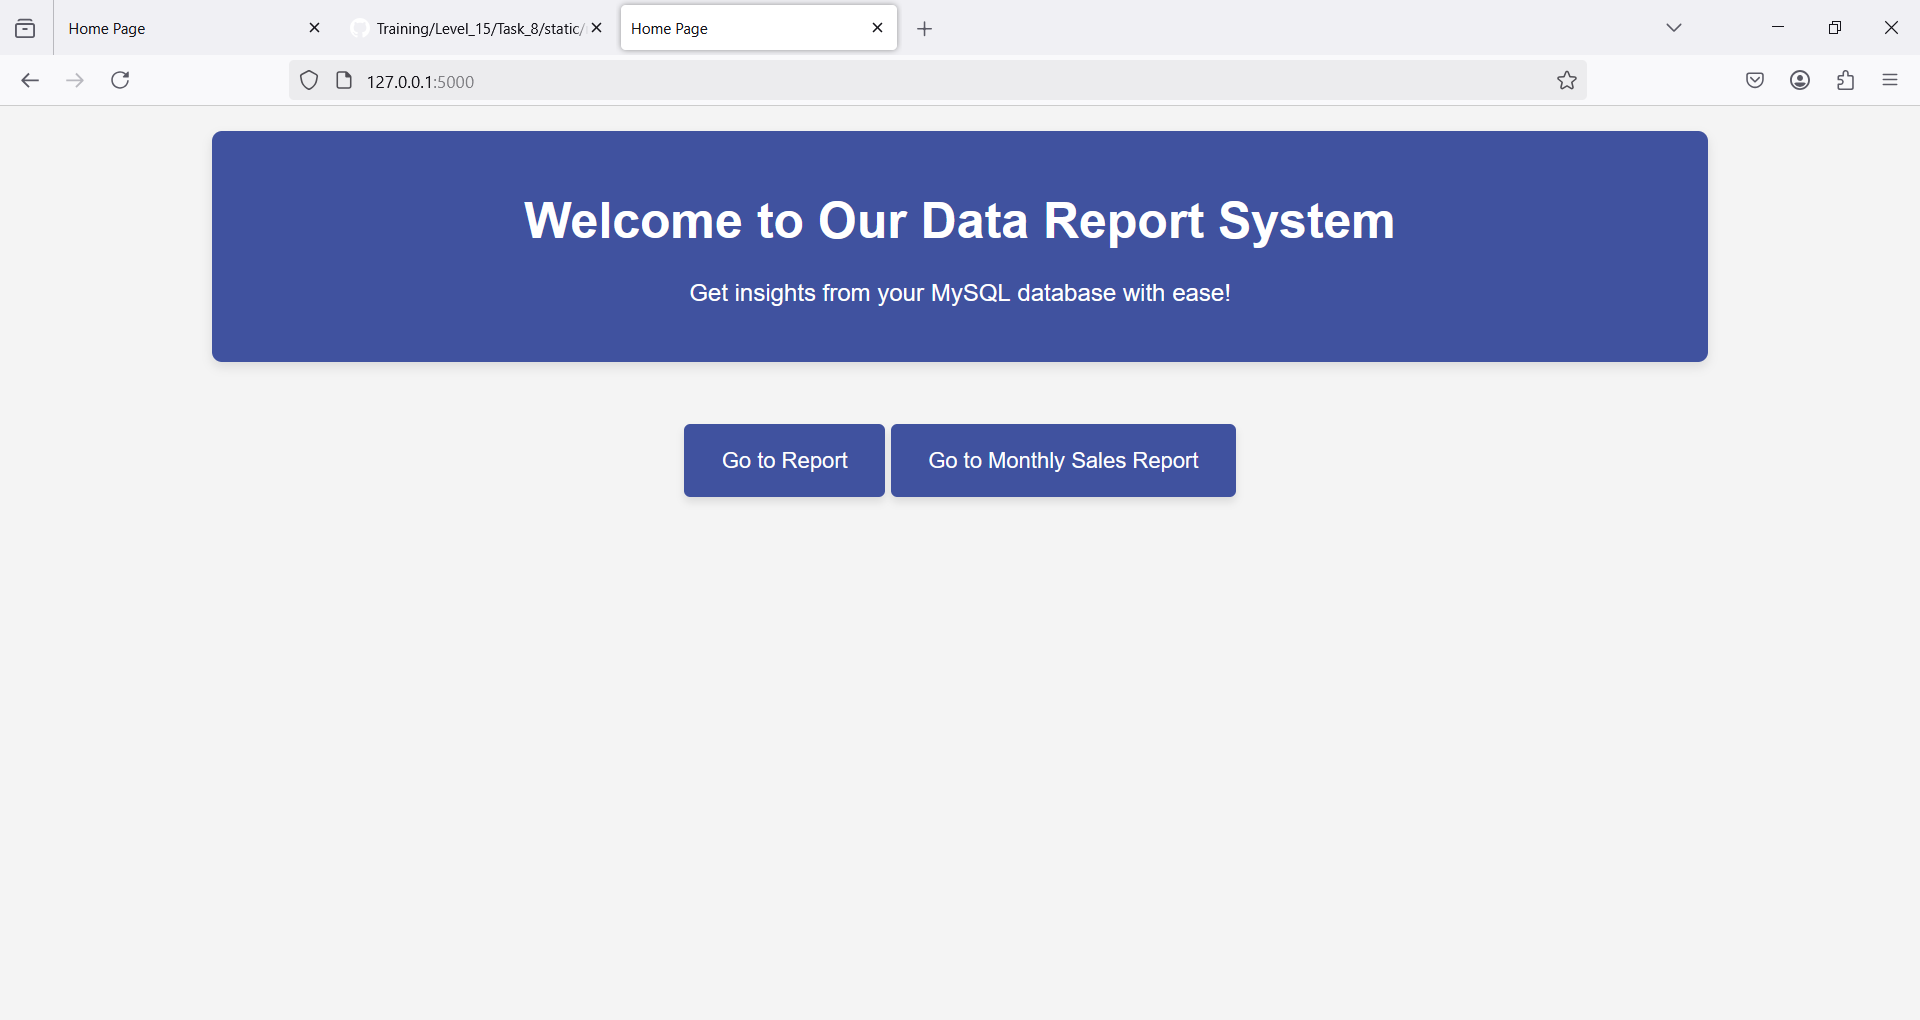 Home Page
Training/Level_15/Task_8/static/
Home Page
127.0.0.1:5000
Welcome to Our Data Report System
Get insights from your MySQL database with ease!
Go to Report
Go to Monthly Sales Report